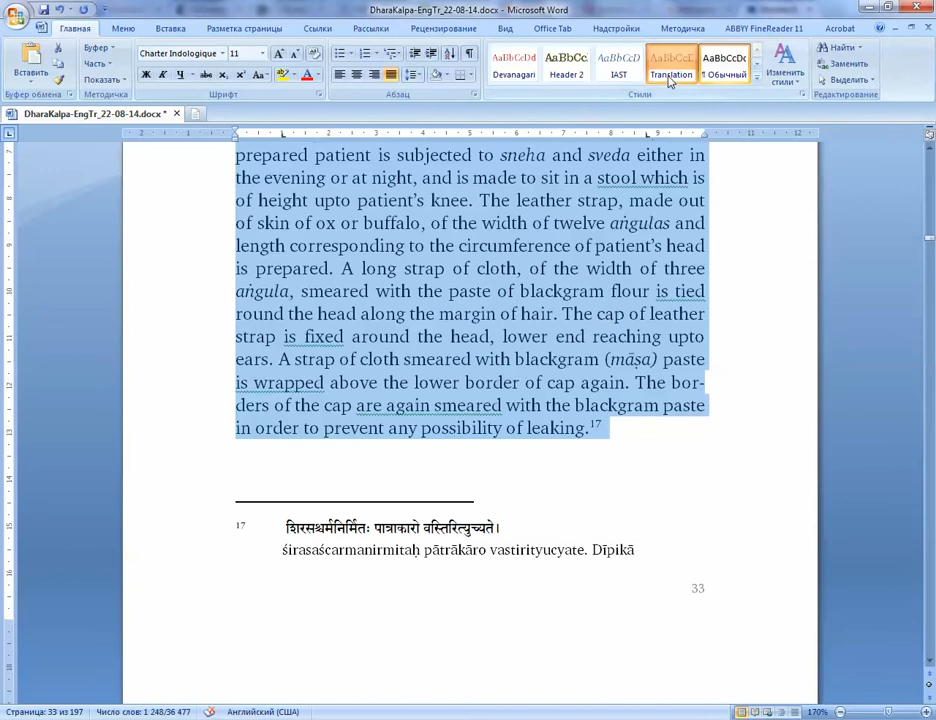 DharaKalpa-EngTr_22-08-14.docx - Microsoft Word
Главная Меню Вставка Разметка страницы Ссылки Рассылки Рецензирование Вид Office Tab Надстройки Методичка ABBYY FineReader 11 Acrobat
Вставить
Буфер
Часть
Показать
Буфер обмена
Charter Indologique 11
Шрифт
Абзац
AaBbCcDd AaBbCc. AaBbCcD AaBbCcD AaBbCcDc
Devanagari Header 2 IAST Translation ¶ Обычный
Стили
Изменить
стили
Найти
Заменить
Выделить
Редактирование
DharaKalpa-EngTr_22-08-14.docx *
prepared patient is subjected to sneha and sveda either in
the evening or at night, and is made to sit in a stool which is
of height upto patient's knee. The leather strap, made out
of skin of ox or buffalo, of the width of twelve aṅgulas and
length corresponding to the circumference of patient's head
is prepared. A long strap of cloth, of the width of three
aṅgula, smeared with the paste of blackgram flour is tied
round the head along the margin of hair. The cap of leather
strap is fixed around the head, lower end reaching upto
ears. A strap of cloth smeared with blackgram (māṣa) paste
is wrapped above the lower border of cap again. The bor-
ders of the cap are again smeared with the blackgram paste
in order to prevent any possibility of leaking.17
17 शिरसश्चर्मनिर्मितः पात्राकारो वस्तिरित्युच्यते।
śirasaścarmanirmitaḥ pātrākāro vastirityucyate. Dīpikā
33
Страница: 33 из 197 Число слов: 1 248/36 477 Английский (США) 170%